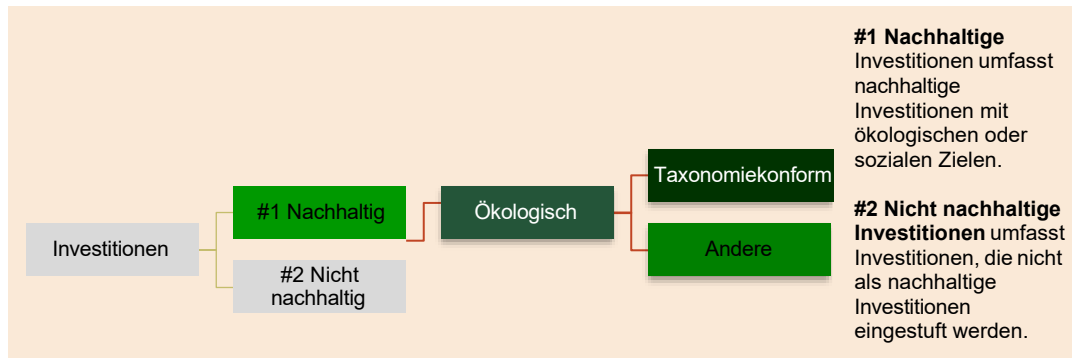 Investitionen
#1 Nachhaltig
#2 Nicht
nachhaltig
Ökologisch
Taxonomiekonform
Andere
#1 Nachhaltige
Investitionen umfasst
nachhaltige
Investitionen mit
ökologischen oder
sozialen Zielen.
#2 Nicht nachhaltige
Investitionen umfasst
Investitionen, die nicht
als nachhaltige
Investitionen
eingestuft werden.